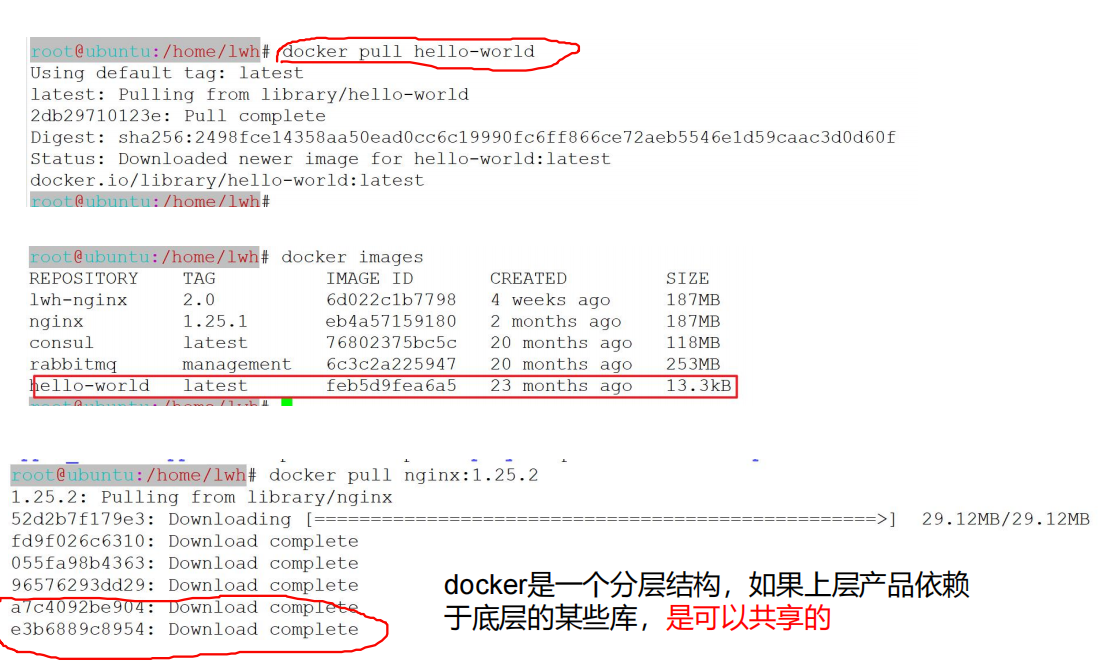 root@ubuntu:/home/lwh# docker pull hello-world
Using default tag: latest
latest: Pulling from library/hello-world
2db29710123e: Pull complete
Digest: sha256:2498fce14358aa50ead0cc6c19990fc6ff866ce72aeb5546e1d59caac3d0d60f
Status: Downloaded newer image for hello-world:latest
docker.io/library/hello-world:latest
root@ubuntu:/home/lwh#
root@ubuntu:/home/lwh# docker images
REPOSITORY TAG IMAGE ID CREATED SIZE
lwh-nginx 2.0 6d022c1b7798 4 weeks ago 187MB
nginx 1.25.1 eb4a57159180 2 months ago 187MB
consul latest 76802375bc5c 20 months ago 118MB
rabbitmq management 6c3c2a225947 20 months ago 253MB
hello-world latest feb5d9fea6a5 23 months ago 13.3kB
root@ubuntu:/home/lwh#
root@ubuntu:/home/lwh# docker pull nginx:1.25.2
1.25.2: Pulling from library/nginx
52d2b7f179e3: Downloading [==================================================>] 29.12MB/29.12MB
fd9f026c6310: Download complete
055fa98b4363: Download complete
96576293dd29: Download complete
a7c4092be904: Download complete
e3b6889c8954: Download complete
docker是一个分层结构，如果上层产品依赖
于底层的某些库，是可以共享的